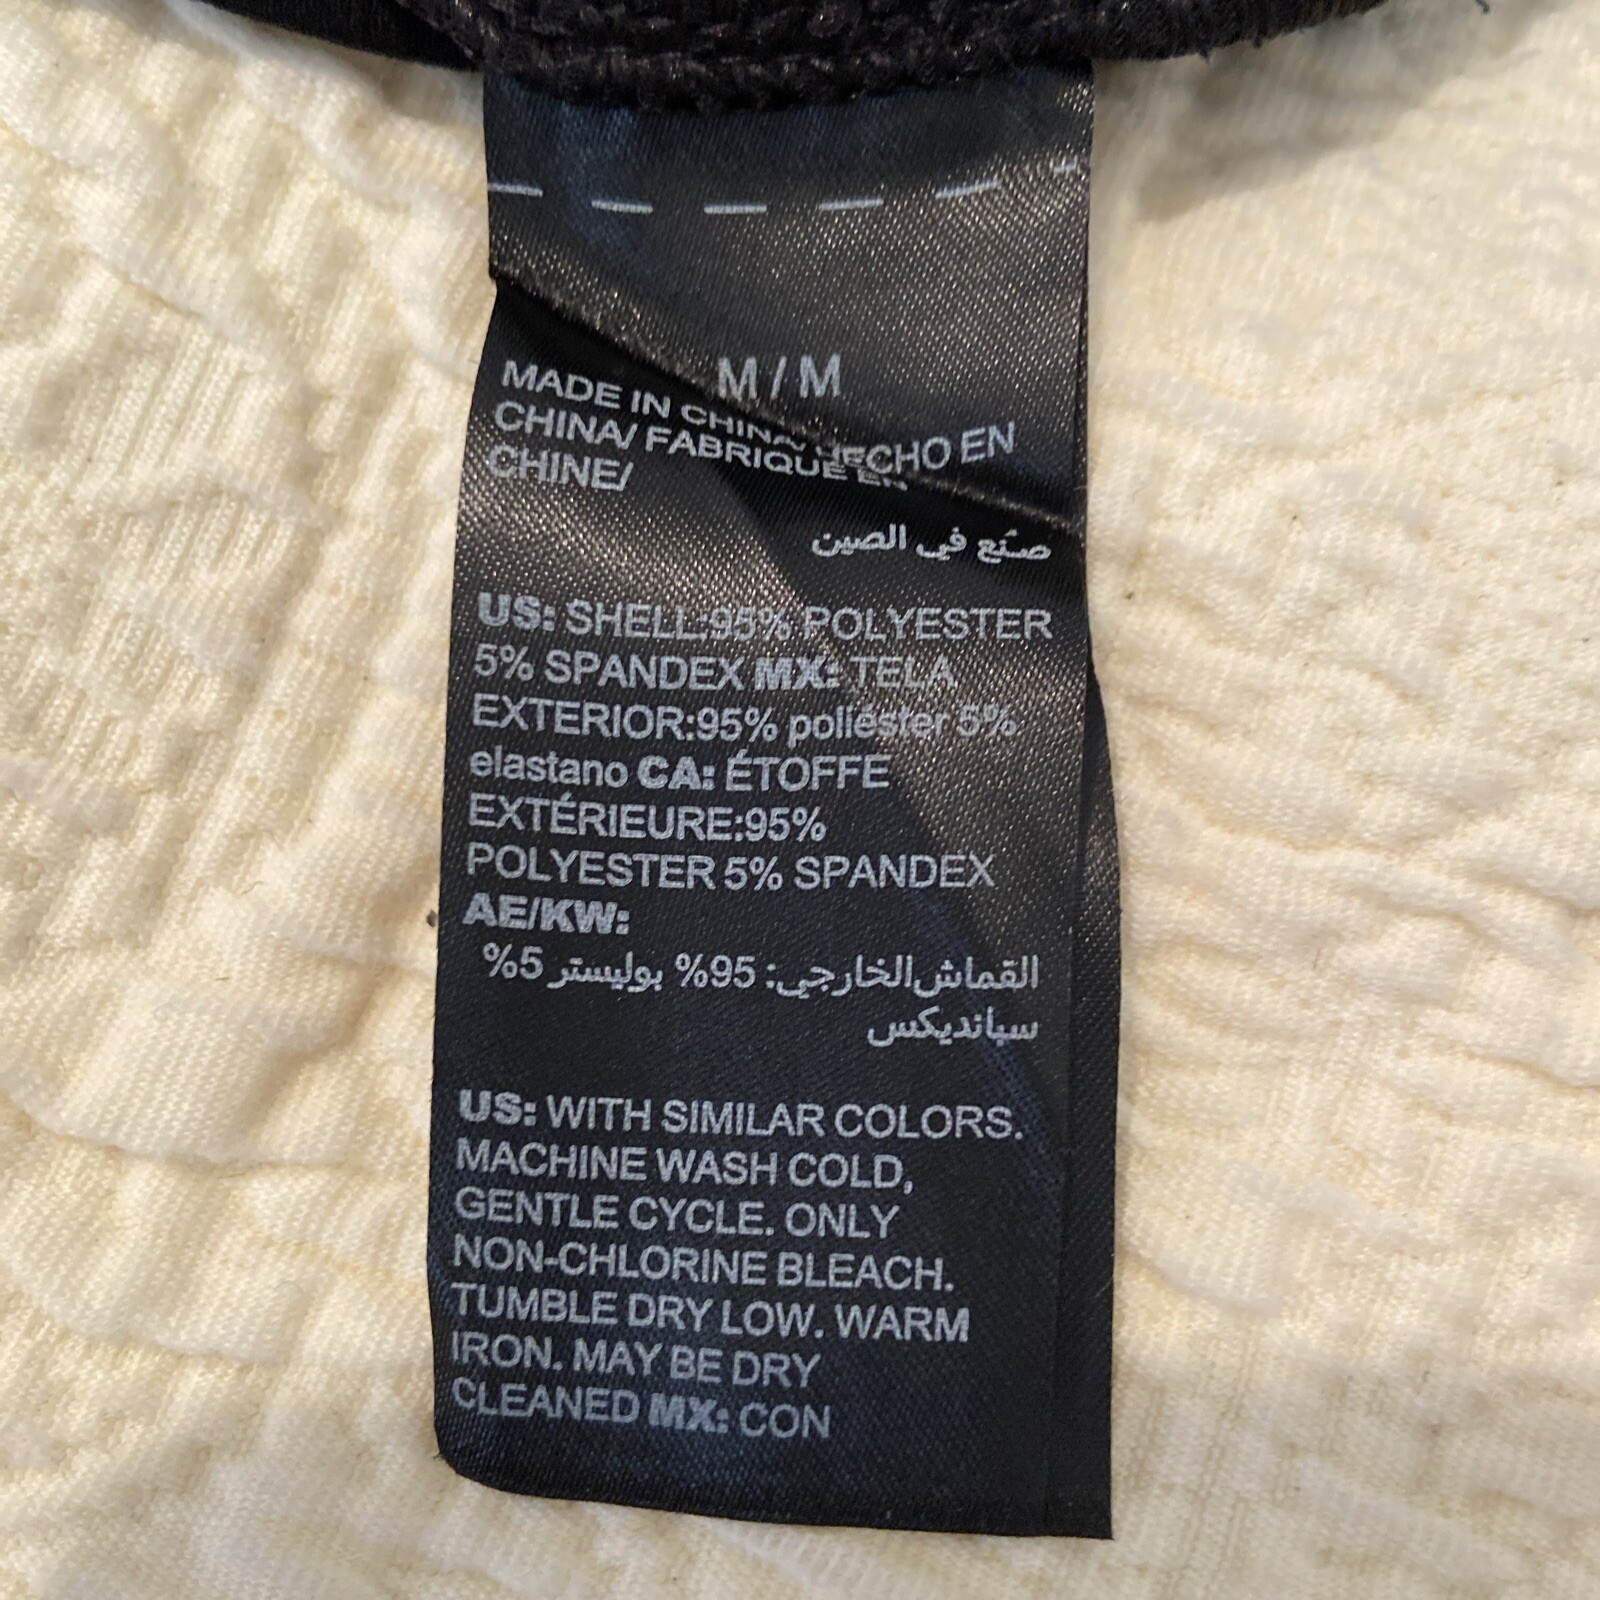 M / M
MADE IN CHINA/ HECHO EN
CHINA/ FABRIQUÉ EN
CHINE/
صنع في الصين
US: SHELL:95% POLYESTER
5% SPANDEX MX: TELA
EXTERIOR:95% poliéster 5%
elastano CA: ÉTOFFE
EXTÉRIEURE:95%
POLYESTER 5% SPANDEX
AE/KW:
القماش الخارجي: 95% بوليستر 5%
سباندیکس
US: WITH SIMILAR COLORS.
MACHINE WASH COLD,
GENTLE CYCLE. ONLY
NON-CHLORINE BLEACH.
TUMBLE DRY LOW. WARM
IRON. MAY BE DRY
CLEANED MX: CON